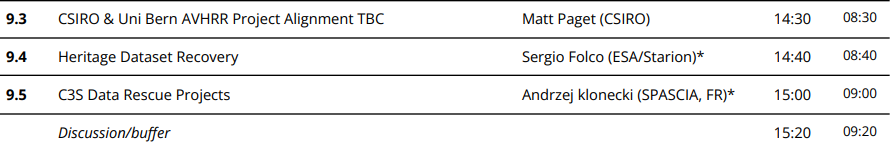 9.3 CSIRO & Uni Bern AVHRR Project Alignment TBC Matt Paget (CSIRO) 14:30 08:30
9.4 Heritage Dataset Recovery Sergio Folco (ESA/Starion)* 14:40 08:40
9.5 C3S Data Rescue Projects Andrzej klonecki (SPASCIA, FR)* 15:00 09:00
Discussion/buffer 15:20 09:20